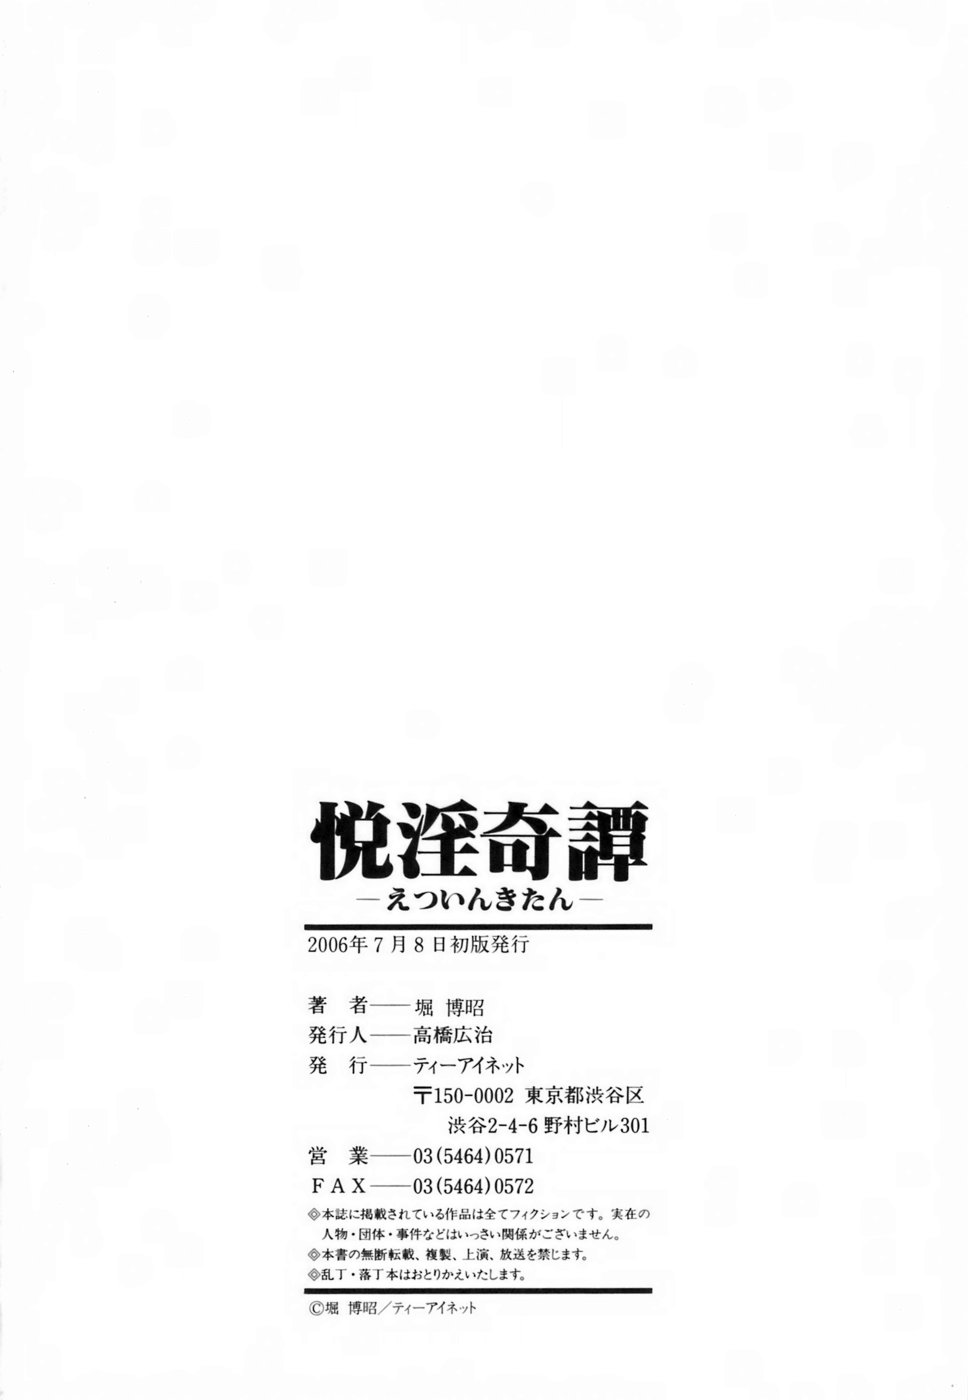 悦淫奇譚
―えついんきたん―
2006年7月8日初版発行
著　者――堀 博昭
発行人――高橋広治
発　行――ティーアイネット
〒150-0002 東京都渋谷区
渋谷2-4-6 野村ビル301
営　業――03(5464)0571
ＦＡＸ――03(5464)0572
◎本誌に掲載されている作品は全てフィクションです。実在の
人物・団体・事件などはいっさい関係がございません。
◎本書の無断転載、複製、上演、放送を禁じます。
◎乱丁・落丁本はおとりかえいたします。
©堀 博昭／ティーアイネット